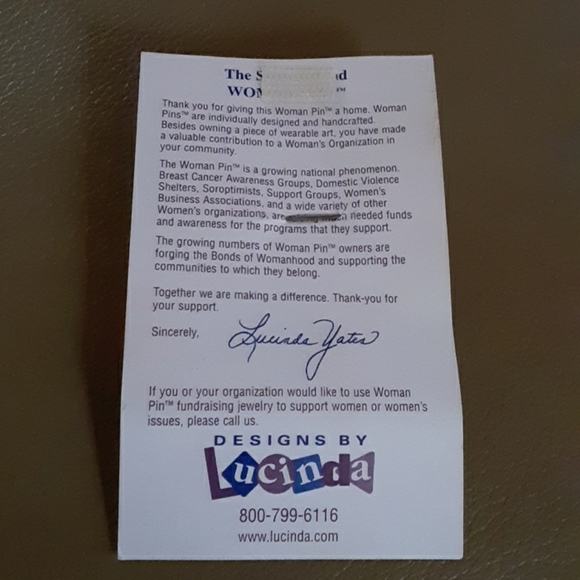 The
WOM ™
Thank you for giving this Woman Pin™ a home. Woman
Pins™ are individually designed and handcrafted.
Besides owning a piece of wearable art, you have made
a valuable contribution to a Woman's Organization in
your community.
The Woman Pin™ is a growing national phenomenon.
Breast Cancer Awareness Groups, Domestic Violence
Shelters, Soroptimists, Support Groups, Women's
Business Associations, and a wide variety of other
Women's organizations, are needed funds
and awareness for the programs that they support.
The growing numbers of Woman Pin™ owners are
forging the Bonds of Womanhood and supporting the
communities to which they belong.
Together we are making a difference. Thank-you for
your support.
Sincerely, Lucinda Yates
If you or your organization would like to use Woman
Pin™ fundraising jewelry to support women or women's
issues, please call us.
DESIGNS BY
Lucinda
800-799-6116
www.lucinda.com